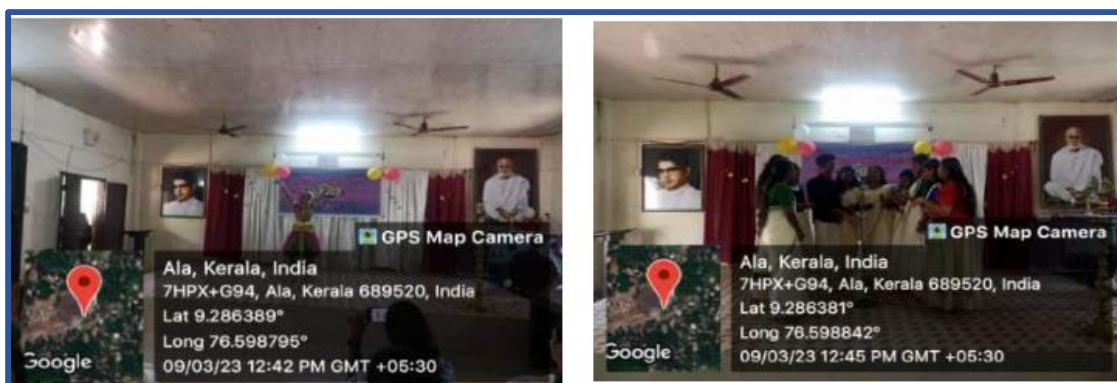 GPS Map Camera
Ala, Kerala, India
7HPX+G94, Ala, Kerala 689520, India
Lat 9.286389°
Long 76.598795°
09/03/23 12:42 PM GMT +05:30
Google
GPS Map Camera
Ala, Kerala, India
7HPX+G94, Ala, Kerala 689520, India
Lat 9.286381°
Long 76.598842°
09/03/23 12:45 PM GMT +05:30
Google